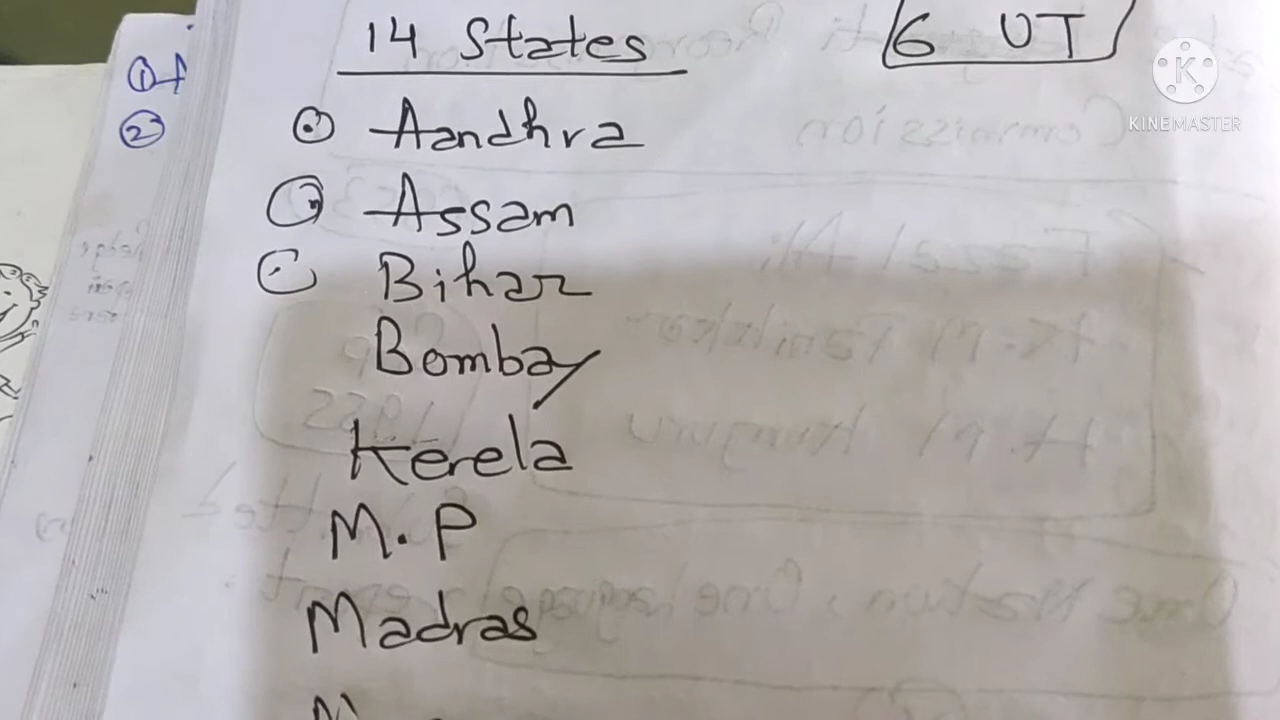 14 States
6 UT
Aandhra
Assam
Bihar
Bombay
Kerela
M.P
Madras
KINEMASTER